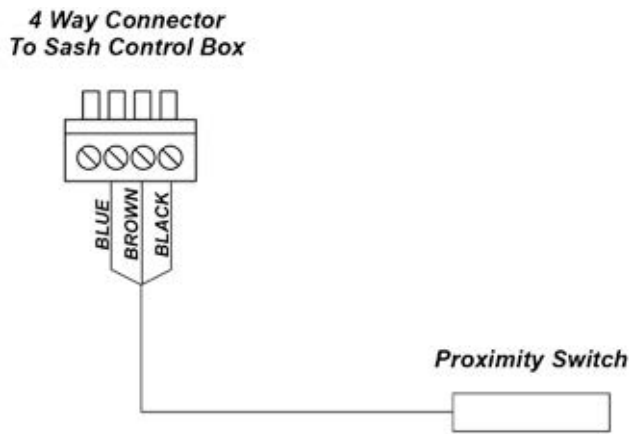 4 Way Connector
To Sash Control Box
BLUE
BROWN
BLACK
Proximity Switch